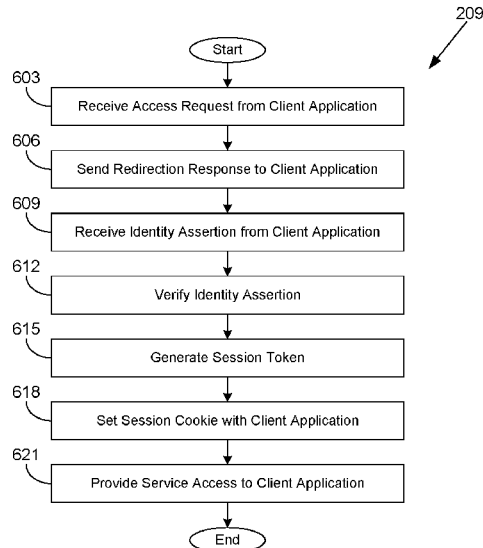 209
Start
603
Receive Access Request from Client Application
606
Send Redirection Response to Client Application
609
Receive Identity Assertion from Client Application
612
Verify Identity Assertion
615
Generate Session Token
618
Set Session Cookie with Client Application
621
Provide Service Access to Client Application
End